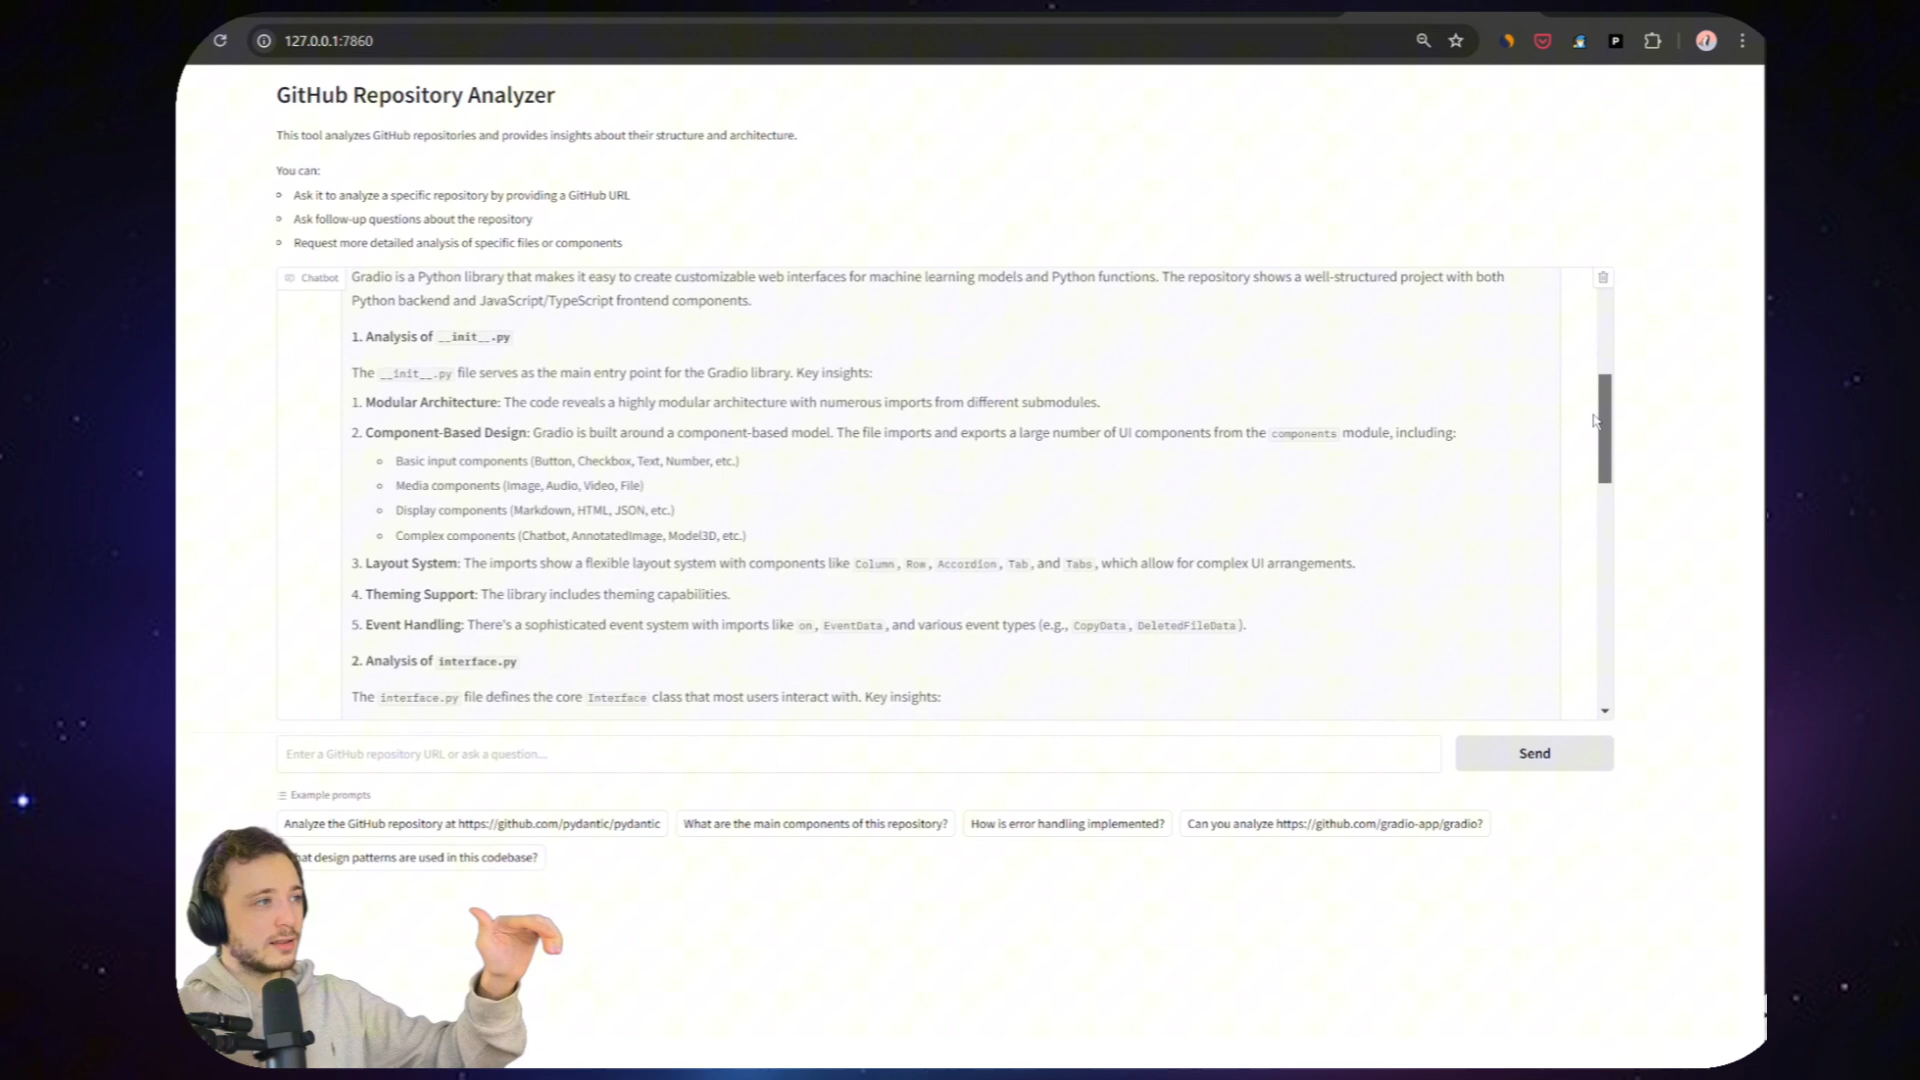 127.0.0.1:7860
P
GitHub Repository Analyzer
This tool analyzes GitHub repositories and provides insights about their structure and architecture.
You can:
Ask it to analyze a specific repository by providing a GitHub URL
Ask follow-up questions about the repository
Request more detailed analysis of specific files or components
Chatbot
Gradio is a Python library that makes it easy to create customizable web interfaces for machine learning models and Python functions. The repository shows a well-structured project with both
Python backend and JavaScript/TypeScript frontend components.
1. Analysis of __init__.py
The __init__.py file serves as the main entry point for the Gradio library. Key insights:
1. Modular Architecture: The code reveals a highly modular architecture with numerous imports from different submodules.
2. Component-Based Design: Gradio is built around a component-based model. The file imports and exports a large number of UI components from the components module, including:
Basic input components (Button, Checkbox, Text, Number, etc.)
Media components (Image, Audio, Video, File)
Display components (Markdown, HTML, JSON, etc.)
Complex components (Chatbot, AnnotatedImage, Model3D, etc.)
3. Layout System: The imports show a flexible layout system with components like Column, Row, Accordion, Tab, and Tabs, which allow for complex UI arrangements.
4. Theming Support: The library includes theming capabilities.
5. Event Handling: There's a sophisticated event system with imports like on, EventData, and various event types (e.g., CopyData, DeletedFileData).
2. Analysis of interface.py
The interface.py file defines the core Interface class that most users interact with. Key insights:
Enter a GitHub repository URL or ask a question...
Send
Example prompts
Analyze the GitHub repository at https://github.com/pydantic/pydantic
What are the main components of this repository?
How is error handling implemented?
Can you analyze https://github.com/gradio-app/gradio?
hat design patterns are used in this codebase?